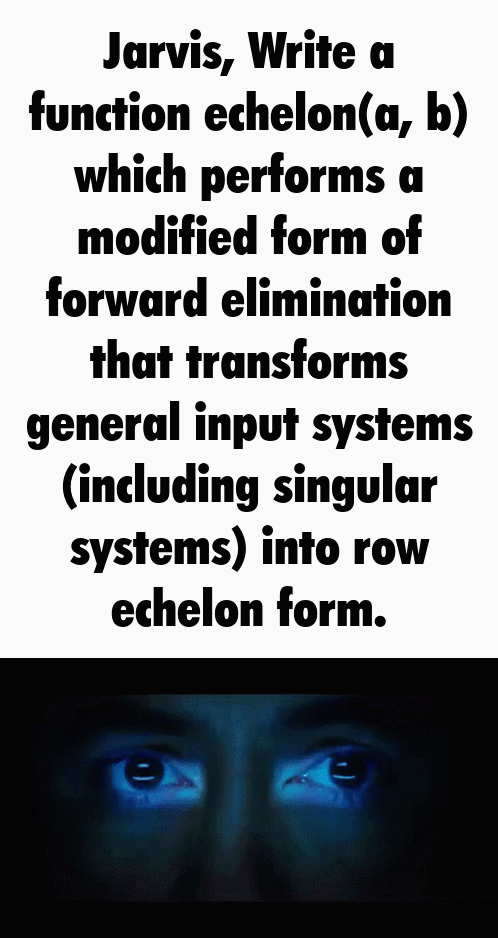 Jarvis, Write a
function echelon(a, b)
which performs a
modified form of
forward elimination
that transforms
general input systems
(including singular
systems) into row
echelon form.